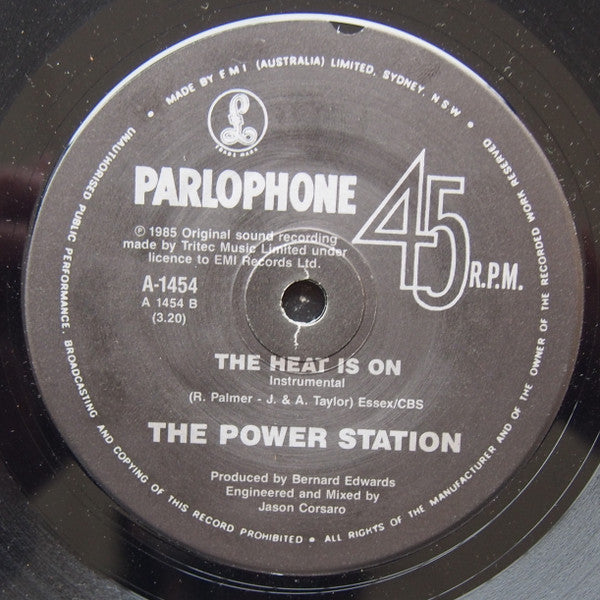 MADE BY EMI (AUSTRALIA) LIMITED, SYDNEY, N·S·W ●
TRADE MARK
PARLOPHONE
45 R.P.M.
℗ 1985 Original sound recording
made by Tritec Music Limited under
licence to EMI Records Ltd.
A-1454
A 1454 B
(3.20)
THE HEAT IS ON
Instrumental
(R. Palmer - J. & A. Taylor) Essex/CBS
THE POWER STATION
Produced by Bernard Edwards
Engineered and Mixed by
Jason Corsaro
UNAUTHORISED PUBLIC PERFORMANCE, BROADCASTING AND COPYING OF THIS RECORD PROHIBITED ● ALL RIGHTS OF THE MANUFACTURER AND OF THE OWNER OF THE RECORDED WORK RESERVED